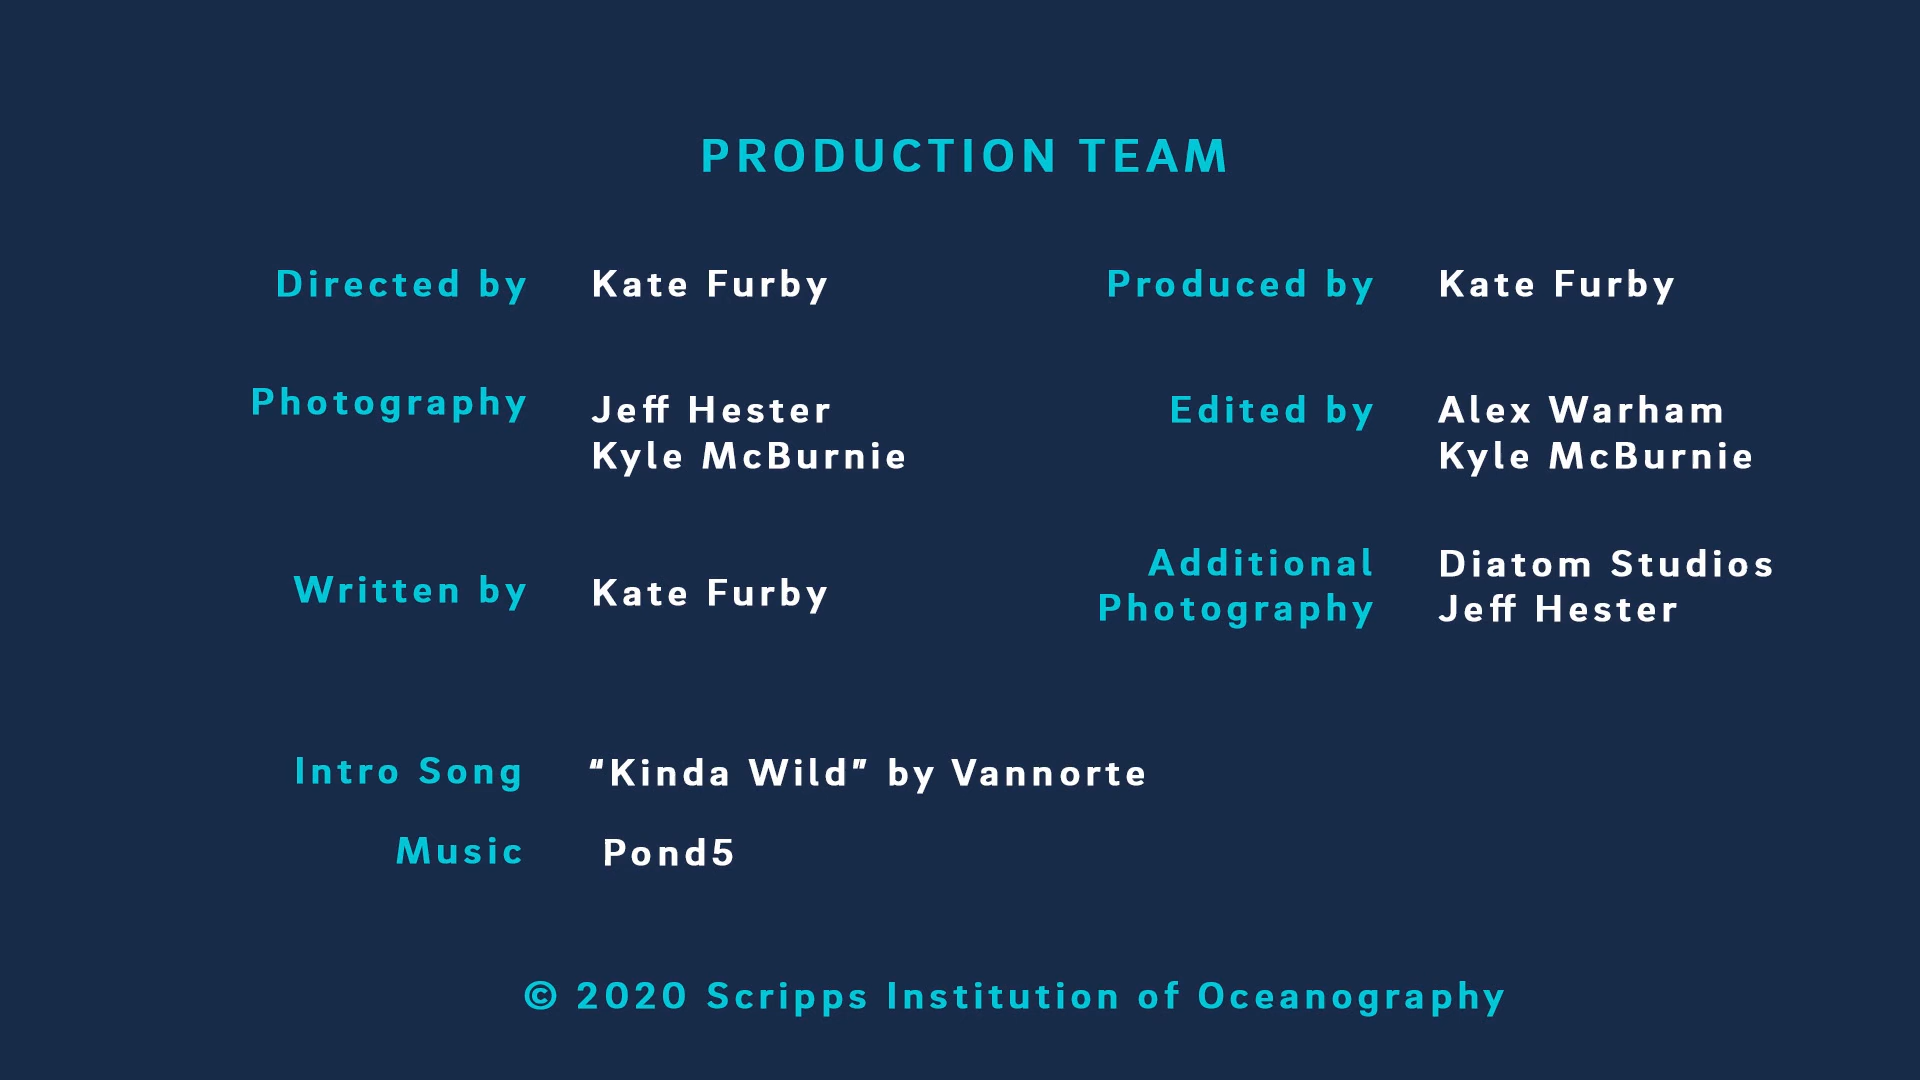 PRODUCTION TEAM
Directed by Kate Furby
Produced by Kate Furby
Photography Jeff Hester
Kyle McBurnie
Edited by Alex Warham
Kyle McBurnie
Written by Kate Furby
Additional Photography
Diatom Studios
Jeff Hester
Intro Song “Kinda Wild” by Vannorte
Music Pond5
© 2020 Scripps Institution of Oceanography